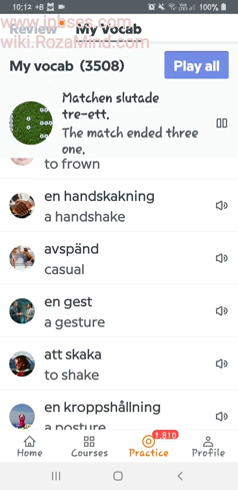 10:12 +B
100%
www.ipbses.com
Review
My Vocab
wiki.RozaMind.com
My vocab (3508)
Play all
Matchen slutade
tre-ett.
The match ended three
one.
to frown
en handskakning
a handshake
avspänd
casual
en gest
a gesture
att skaka
to shake
en kroppshållning
a posture
1,810
Home
Courses
Practice
Profile